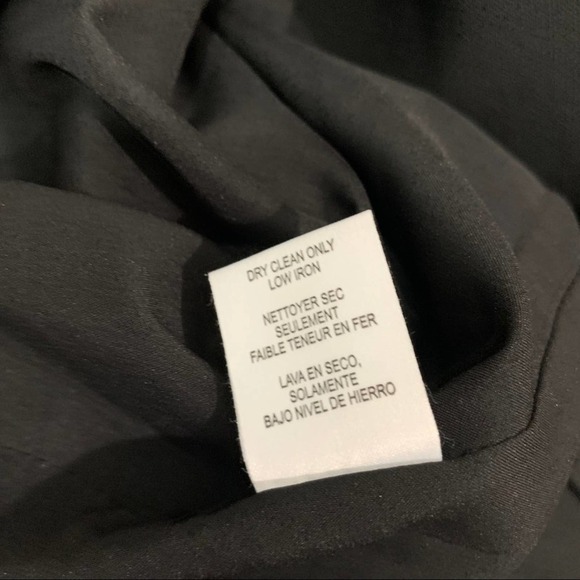 DRY CLEAN ONLY
LOW IRON
NETTOYER SEC
SEULEMENT
FAIBLE TENEUR EN FER
LAVA EN SECO,
SOLAMENTE
BAJO NIVEL DE HIERRO